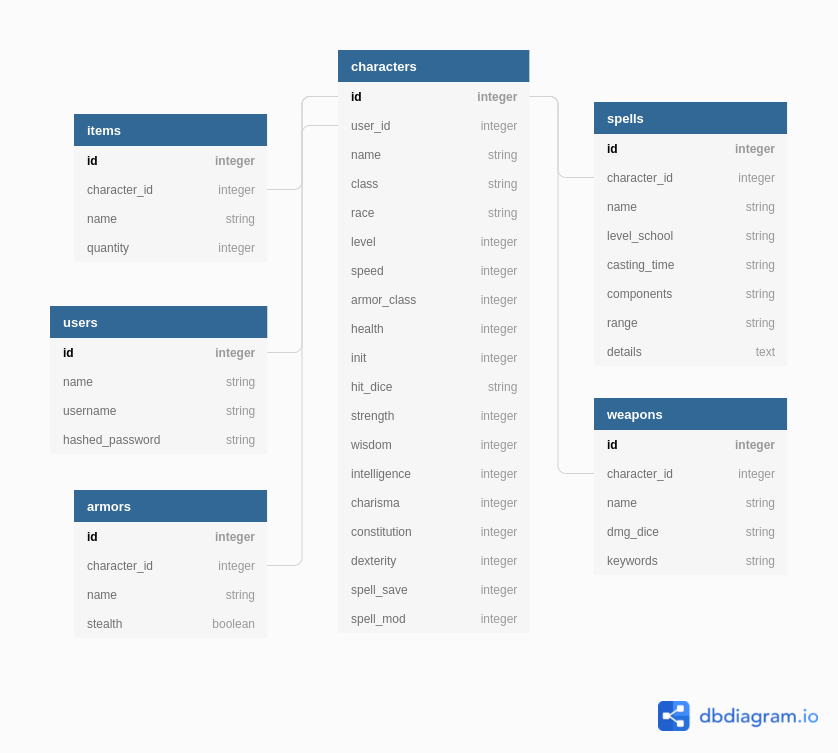 characters
id integer
user_id integer
name string
class string
race string
level integer
speed integer
armor_class integer
health integer
init integer
hit_dice string
strength integer
wisdom integer
intelligence integer
charisma integer
constitution integer
dexterity integer
spell_save integer
spell_mod integer
items
id integer
character_id integer
name string
quantity integer
users
id integer
name string
username string
hashed_password string
armors
id integer
character_id integer
name string
stealth boolean
spells
id integer
character_id integer
name string
level_school string
casting_time string
components string
range string
details text
weapons
id integer
character_id integer
name string
dmg_dice string
keywords string
dbdiagram.io